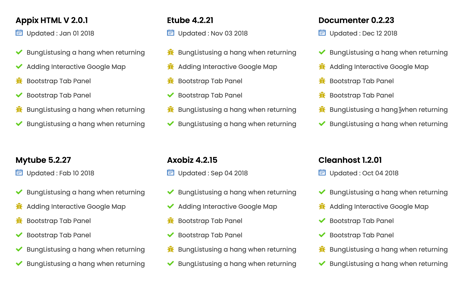 Appix HTML V 2.0.1
Updated : Jan 01 2018
BungListusing a hang when returning
Adding Interactive Google Map
Bootstrap Tab Panel
Bootstrap Tab Panel
BungListusing a hang when returning
BungListusing a hang when returning
Etube 4.2.21
Updated : Nov 03 2018
BungListusing a hang when returning
Adding Interactive Google Map
Bootstrap Tab Panel
Bootstrap Tab Panel
BungListusing a hang when returning
BungListusing a hang when returning
Documenter 0.2.23
Updated : Dec 12 2018
BungListusing a hang when returning
Adding Interactive Google Map
Bootstrap Tab Panel
Bootstrap Tab Panel
BungListusing a hang when returning
BungListusing a hang when returning
Mytube 5.2.27
Updated : Fab 10 2018
BungListusing a hang when returning
Adding Interactive Google Map
Bootstrap Tab Panel
Bootstrap Tab Panel
BungListusing a hang when returning
BungListusing a hang when returning
Axobiz 4.2.15
Updated : Sep 04 2018
BungListusing a hang when returning
Adding Interactive Google Map
Bootstrap Tab Panel
Bootstrap Tab Panel
BungListusing a hang when returning
BungListusing a hang when returning
Cleanhost 1.2.01
Updated : Oct 04 2018
BungListusing a hang when returning
Adding Interactive Google Map
Bootstrap Tab Panel
Bootstrap Tab Panel
BungListusing a hang when returning
BungListusing a hang when returning